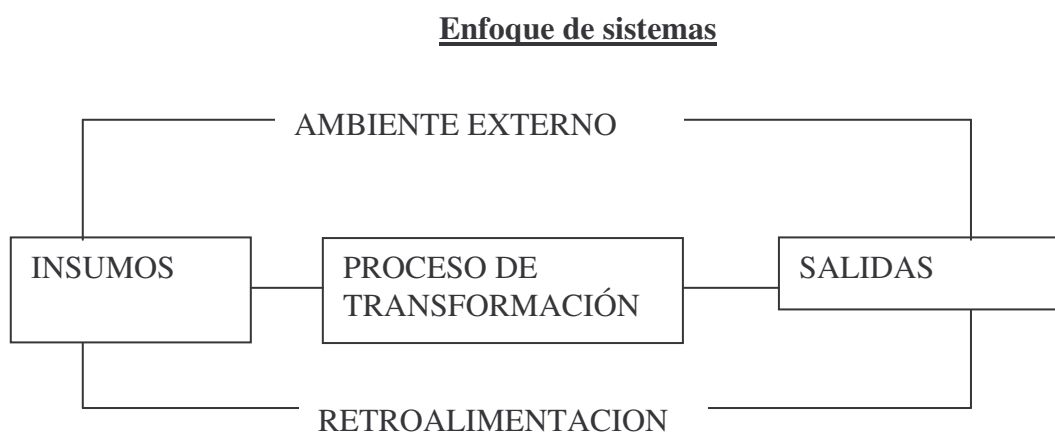 Enfoque de sistemas
AMBIENTE EXTERNO
INSUMOS
PROCESO DE
TRANSFORMACIÓN
SALIDAS
RETROALIMENTACION